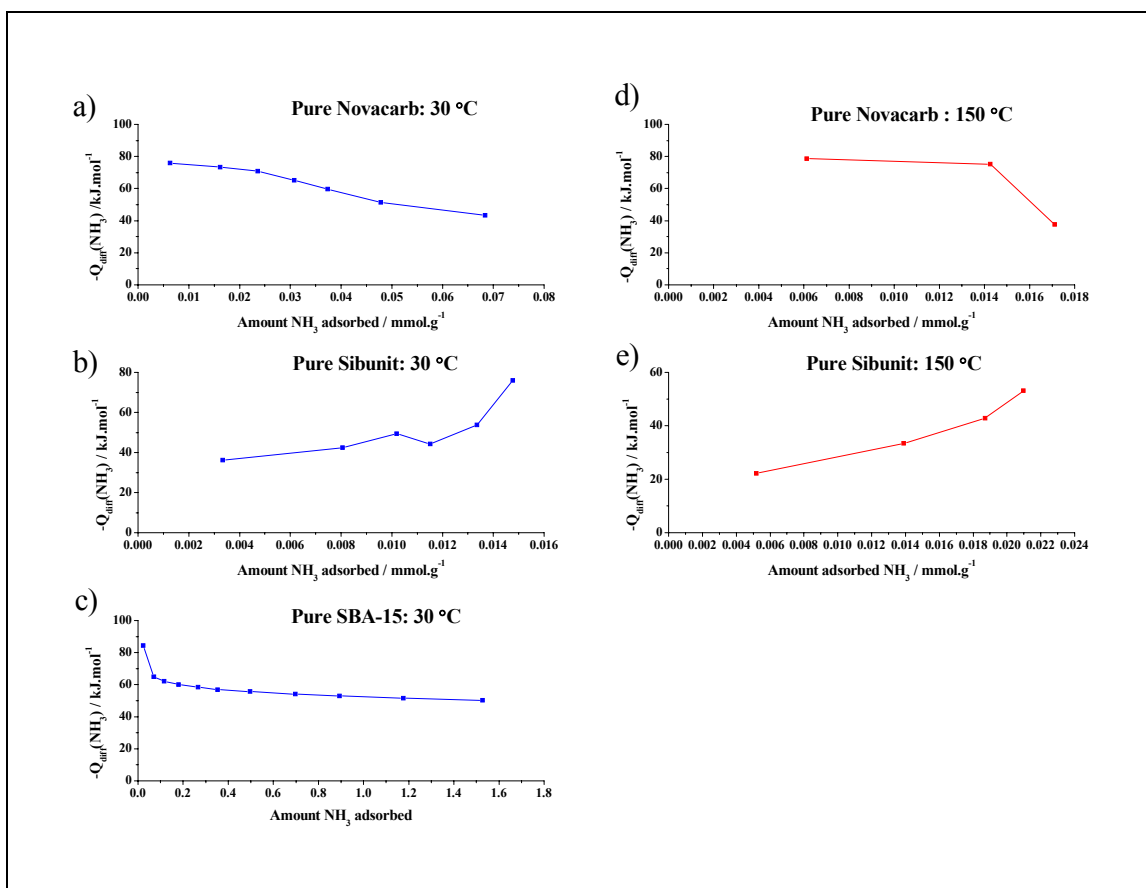 a)
Pure Novacarb: 30 °C
-Q_diff(NH_3) /kJ.mol^-1
100
80
60
40
20
0
0.00 0.01 0.02 0.03 0.04 0.05 0.06 0.07 0.08
Amount NH_3 adsorbed / mmol.g^-1
d)
Pure Novacarb : 150 °C
-Q_diff(NH_3) / kJ.mol^-1
100
80
60
40
20
0
0.000 0.002 0.004 0.006 0.008 0.010 0.012 0.014 0.016 0.018
Amount NH_3 adsorbed / mmol.g^-1
b)
Pure Sibunit: 30 °C
-Q_diff(NH_3) / kJ.mol^-1
80
60
40
20
0
0.000 0.002 0.004 0.006 0.008 0.010 0.012 0.014 0.016
Amount NH_3 adsorbed / mmol.g^-1
e)
Pure Sibunit: 150 °C
-Q_diff(NH_3) / kJ.mol^-1
60
40
20
0
0.000 0.002 0.004 0.006 0.008 0.010 0.012 0.014 0.016 0.018 0.020 0.022 0.024
Amount adsorbed NH_3 / mmol.g^-1
c)
Pure SBA-15: 30 °C
-Q_diff(NH_3) / kJ.mol^-1
100
80
60
40
20
0
0.0 0.2 0.4 0.6 0.8 1.0 1.2 1.4 1.6 1.8
Amount NH_3 adsorbed